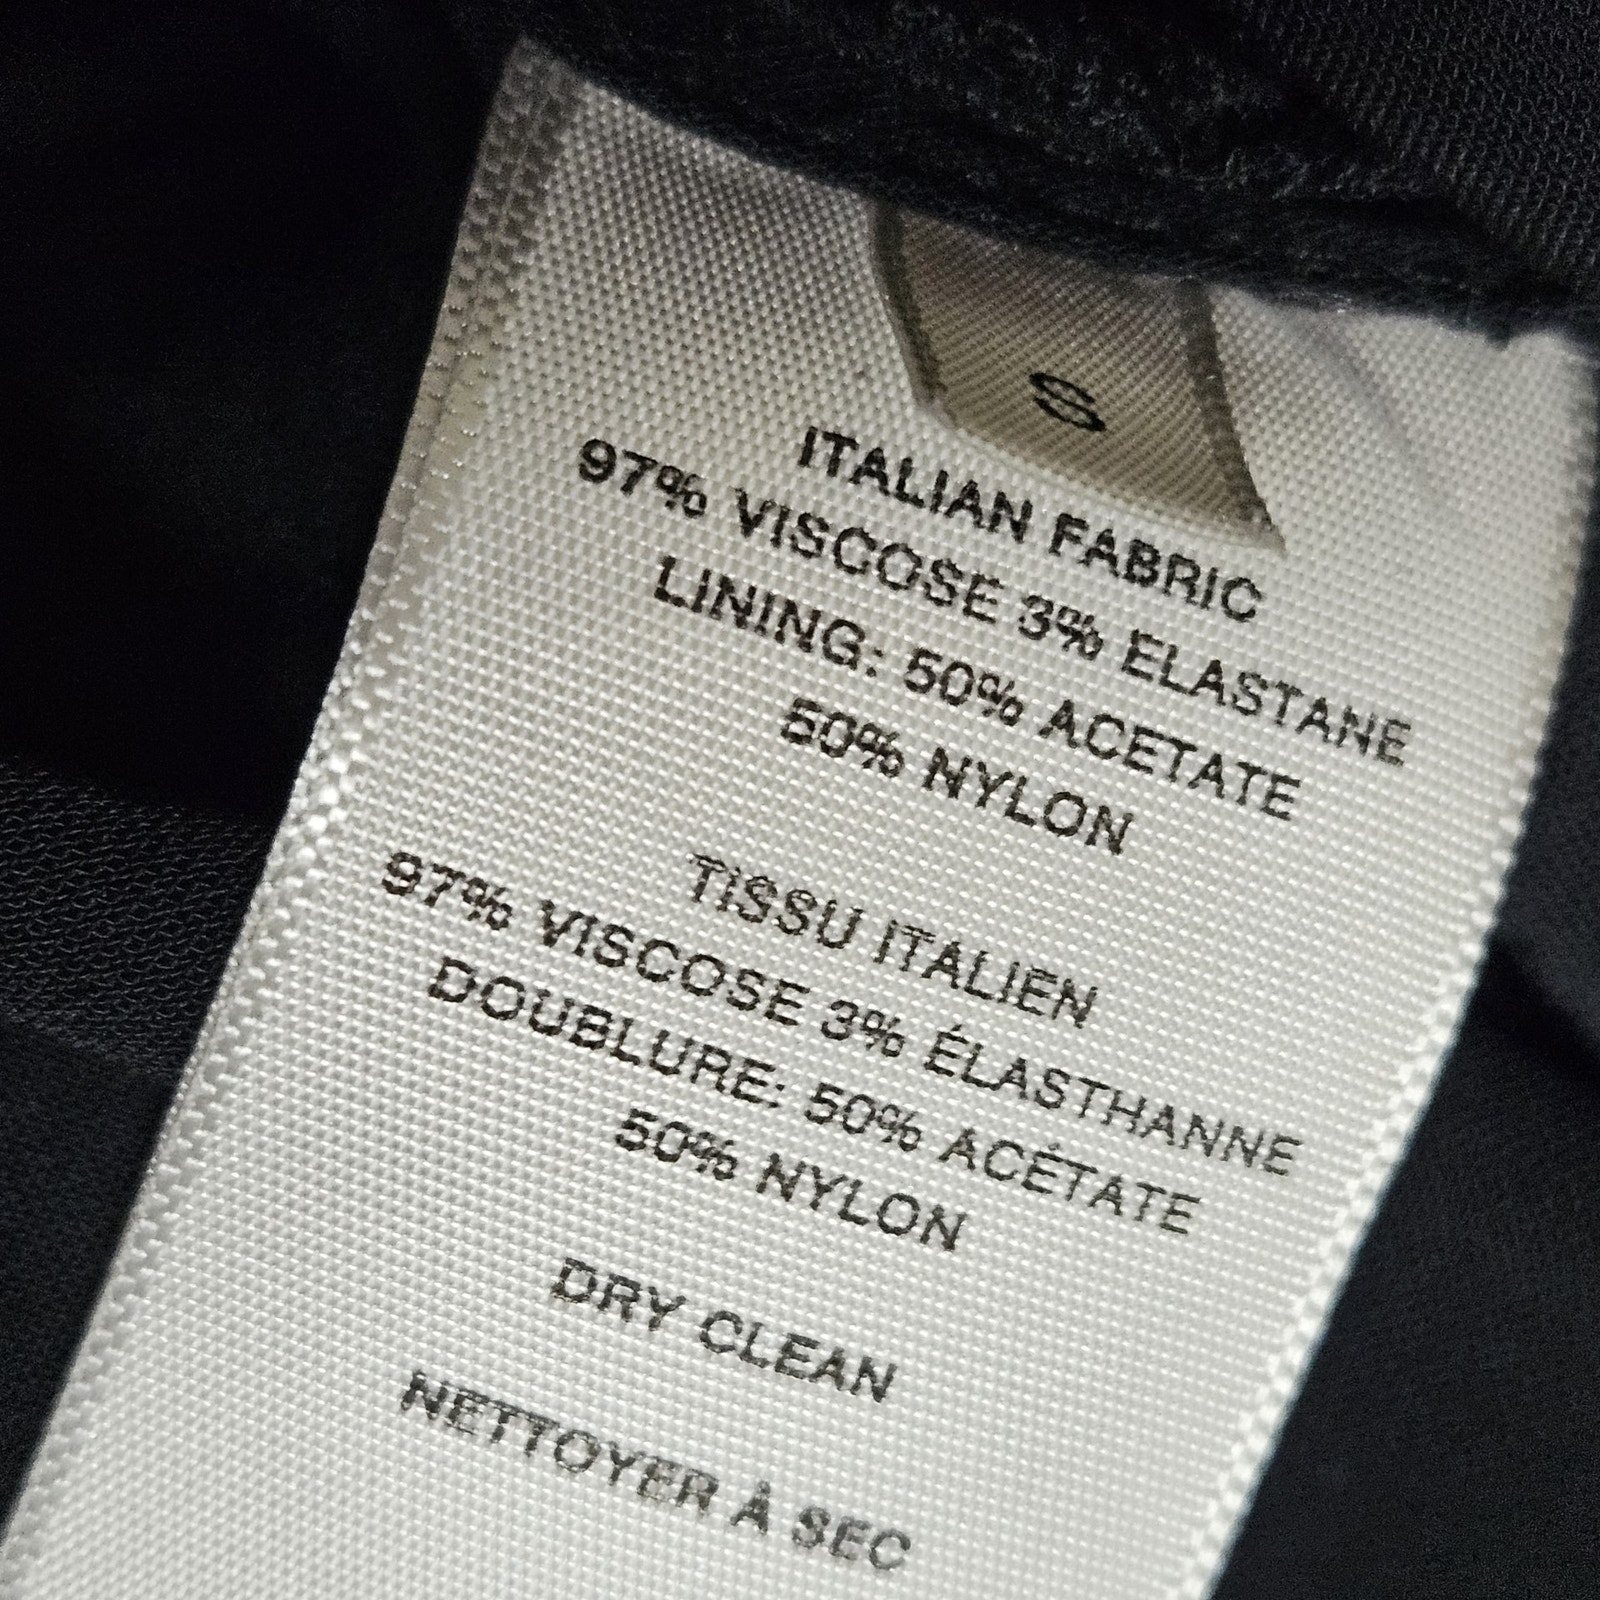 S
ITALIAN FABRIC
97% VISCOSE 3% ELASTANE
LINING: 50% ACETATE
50% NYLON
TISSU ITALIEN
97% VISCOSE 3% ÉLASTHANNE
DOUBLURE: 50% ACÉTATE
50% NYLON
DRY CLEAN
NETTOYER À SEC